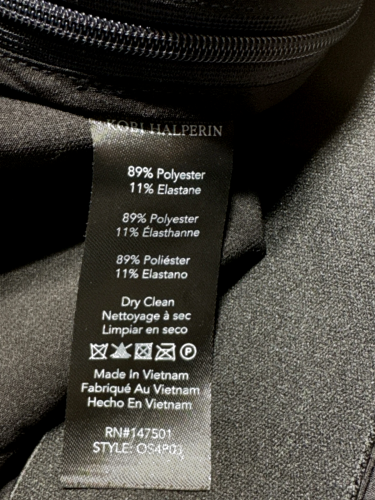 KOBI HALPERIN
89% Polyester
11% Elastane
89% Polyester
11% Élasthanne
89% Poliéster
11% Elastano
Dry Clean
Nettoyage à sec
Limpiar en seco
P
Made In Vietnam
Fabriqué Au Vietnam
Hecho En Vietnam
RN#147501
STYLE: OS4P03